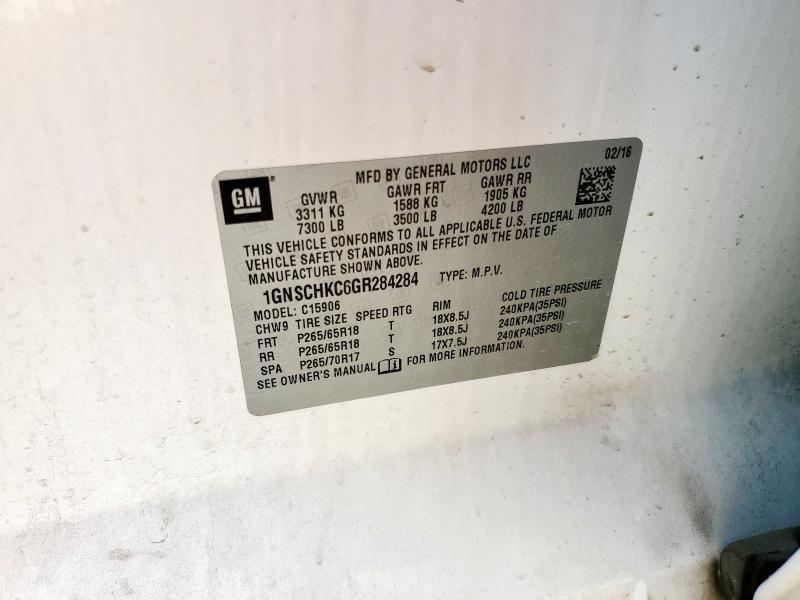 02/16
GM
MFD BY GENERAL MOTORS LLC
GVWR GAWR FRT GAWR RR
3311 KG 1588 KG 1905 KG
7300 LB 3500 LB 4200 LB
THIS VEHICLE CONFORMS TO ALL APPLICABLE U.S. FEDERAL MOTOR
VEHICLE SAFETY STANDARDS IN EFFECT ON THE DATE OF
MANUFACTURE SHOWN ABOVE.
1GNSCHKC6GR284284 TYPE: M.P.V.
MODEL: C15906
CHW9 TIRE SIZE SPEED RTG RIM COLD TIRE PRESSURE
FRT P265/65R18 T 18X8.5J 240KPA(35PSI)
RR P265/65R18 T 18X8.5J 240KPA(35PSI)
SPA P265/70R17 S 17X7.5J 240KPA(35PSI)
SEE OWNER'S MANUAL i FOR MORE INFORMATION.